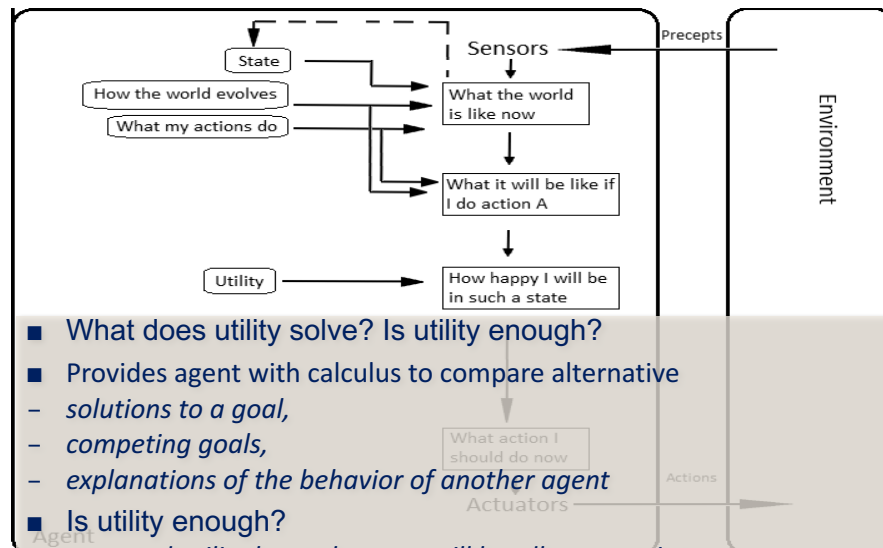 Precepts
Sensors
State
How the world evolves
What the world
is like now
What my actions do
Environment
What it will be like if
I do action A
Utility
How happy I will be
in such a state
■ What does utility solve? Is utility enough?
■ Provides agent with calculus to compare alternative
– solutions to a goal,
– competing goals,
What action I
should do now
– explanations of the behavior of another agent
Actions
Actuators
■ Is utility enough?
Agent